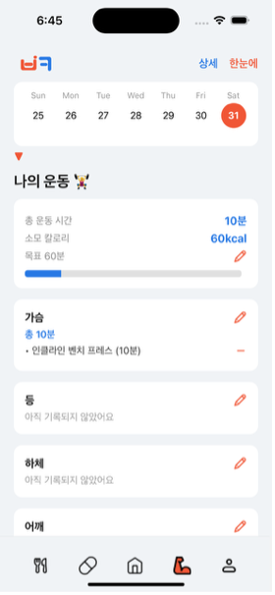 6:45
비큐
상세 한눈에
Sun Mon Tue Wed Thu Fri Sat
25 26 27 28 29 30 31
나의 운동
총 운동 시간 10분
소모 칼로리 60kcal
목표 60분
가슴
총 10분
• 인클라인 벤치 프레스 (10분)
등
아직 기록되지 않았어요
하체
아직 기록되지 않았어요
어깨